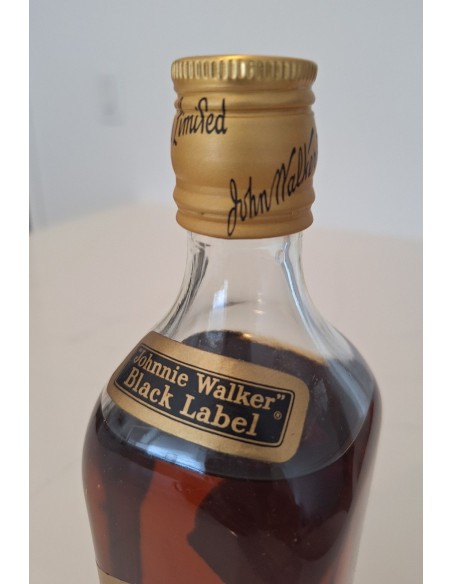 Limited
John Walker
"Johnnie Walker"
Black Label®